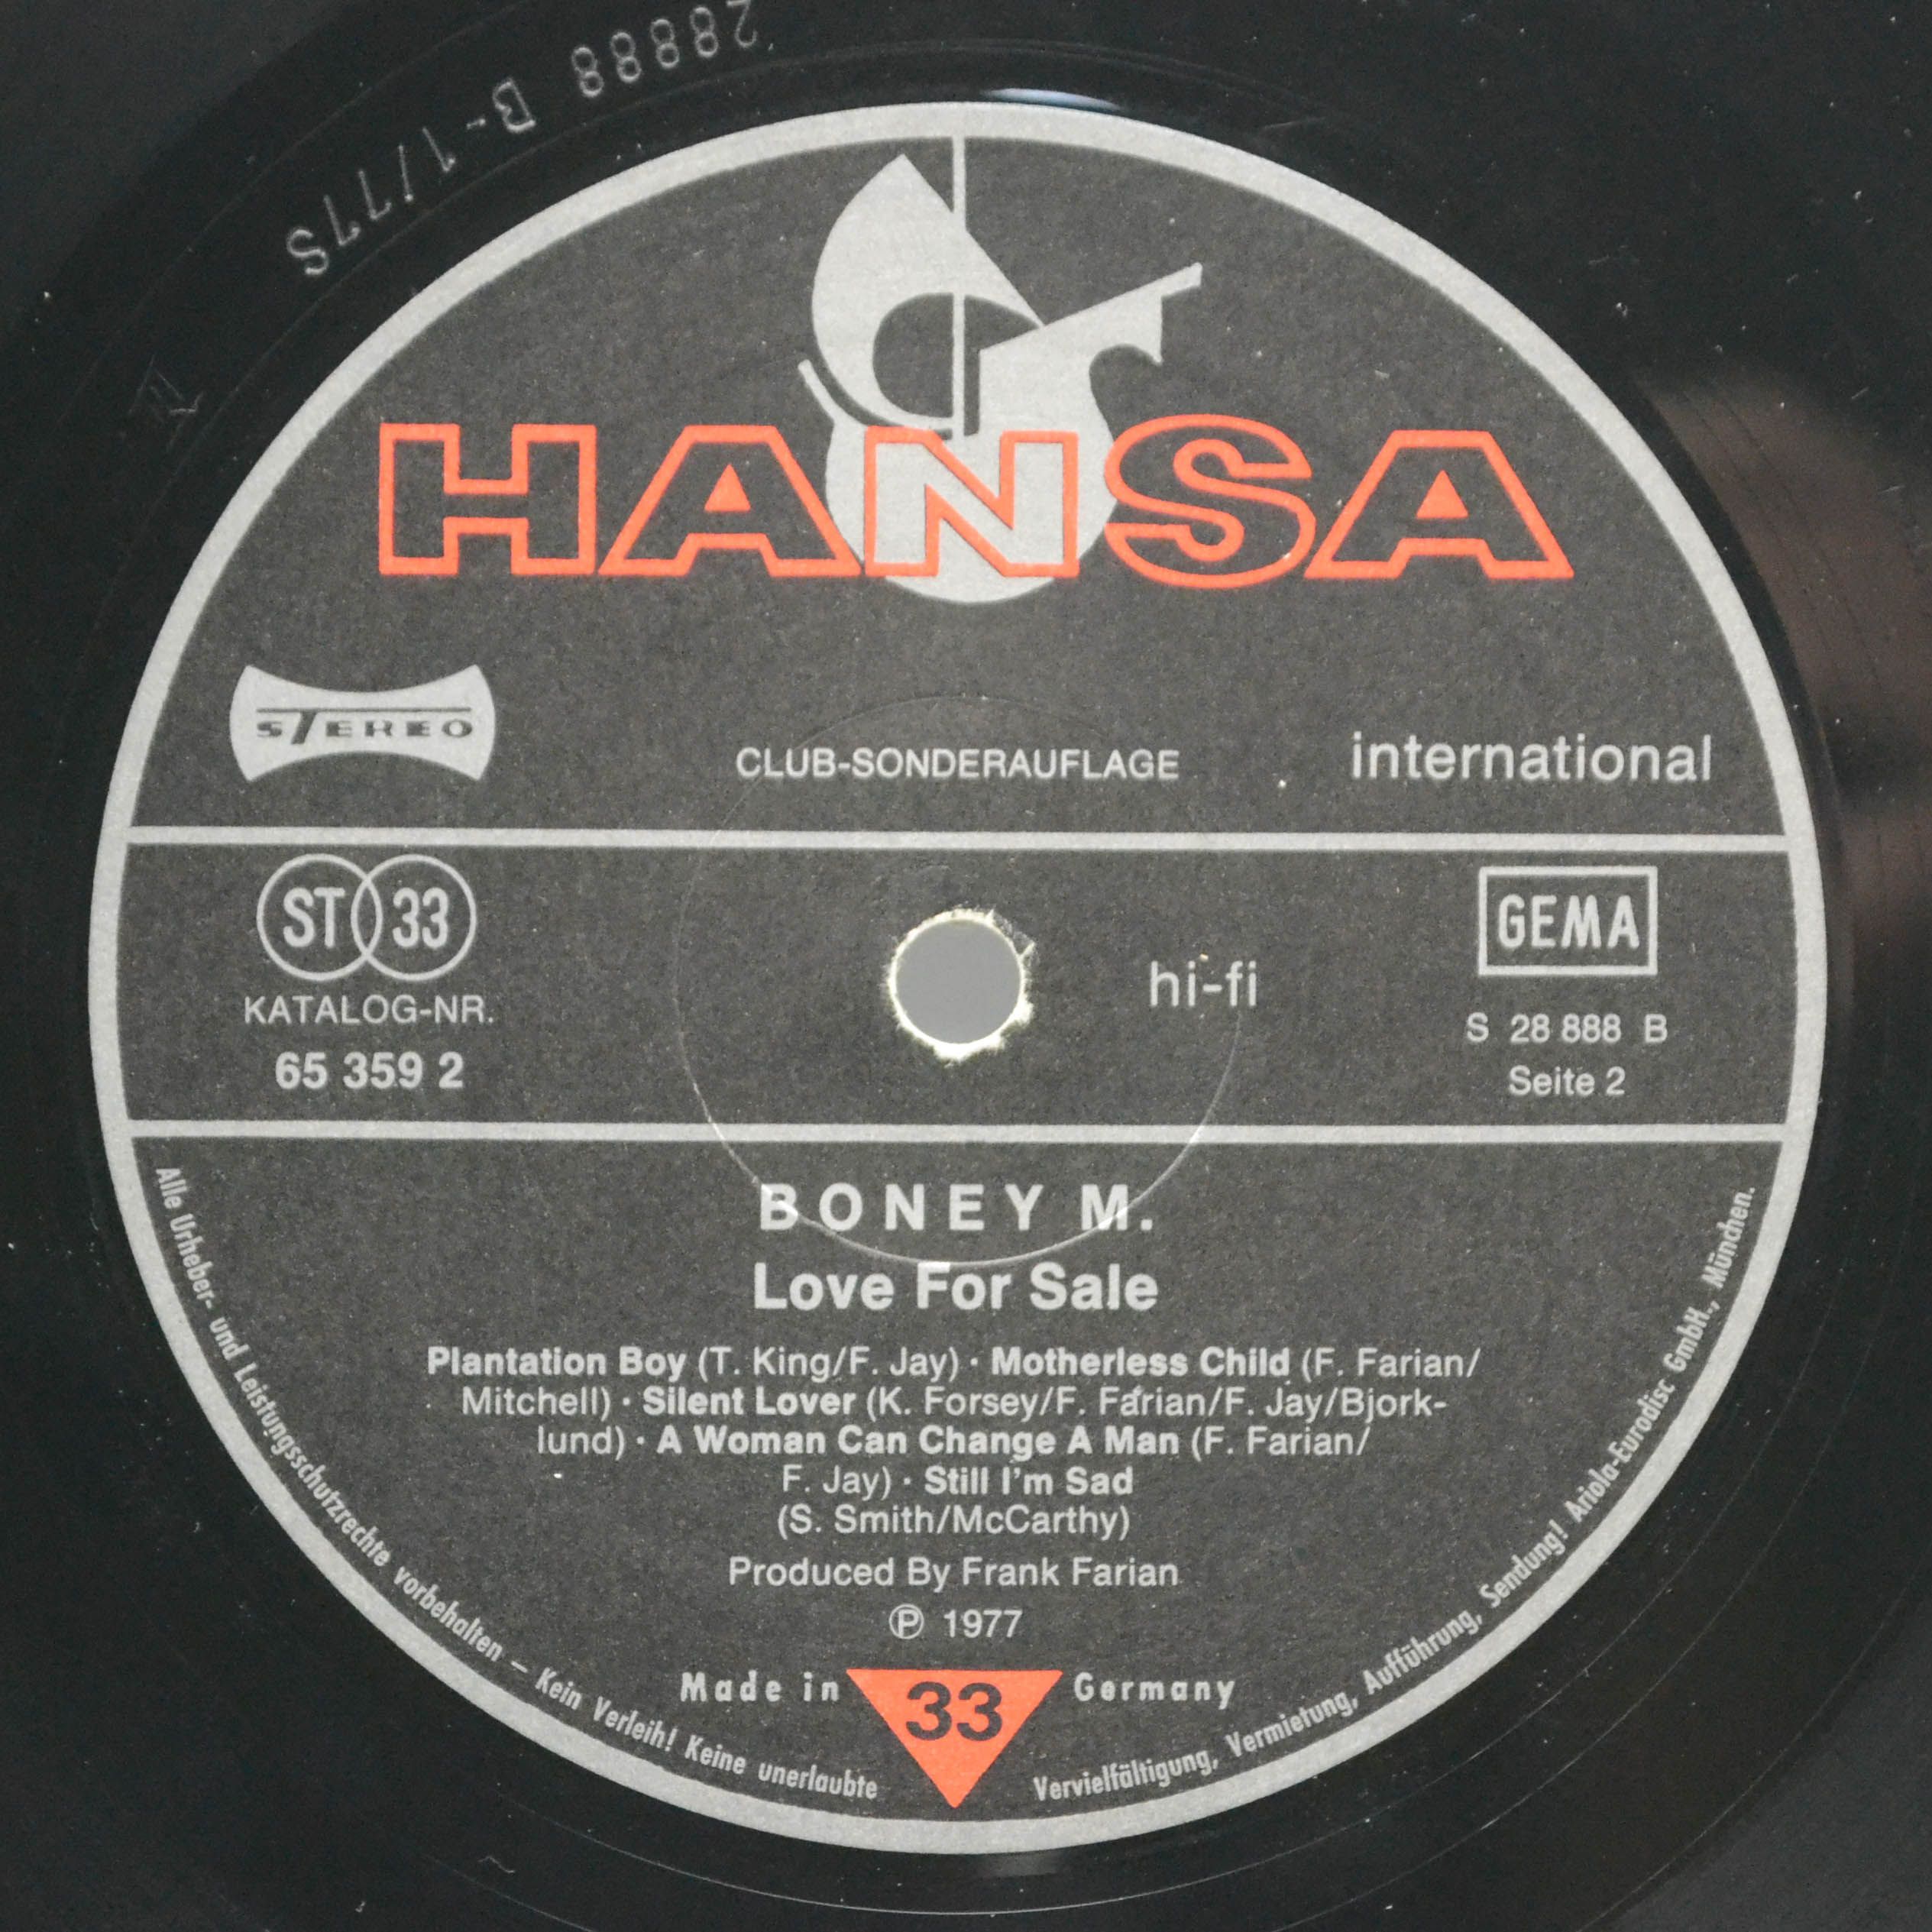 28888 B-1/77S
HANSA
STEREO
CLUB-SONDERAUFLAGE
international
ST 33
GEMA
KATALOG-NR.
65 359 2
hi-fi
S 28 888 B
Seite 2
BONEY M.
Love For Sale
Plantation Boy (T. King/F. Jay) · Motherless Child (F. Farian/
Mitchell) · Silent Lover (K. Forsey/F. Farian/F. Jay/Bjork-
lund) · A Woman Can Change A Man (F. Farian/
F. Jay) · Still I'm Sad
(S. Smith/McCarthy)
Produced By Frank Farian
℗ 1977
Made in 33 Germany
Alle Urheber- und Leistungsschutzrechte vorbehalten – Kein Verleih! Keine unerlaubte Vervielfältigung, Vermietung, Aufführung, Sendung! Ariola-Eurodisc GmbH., München.